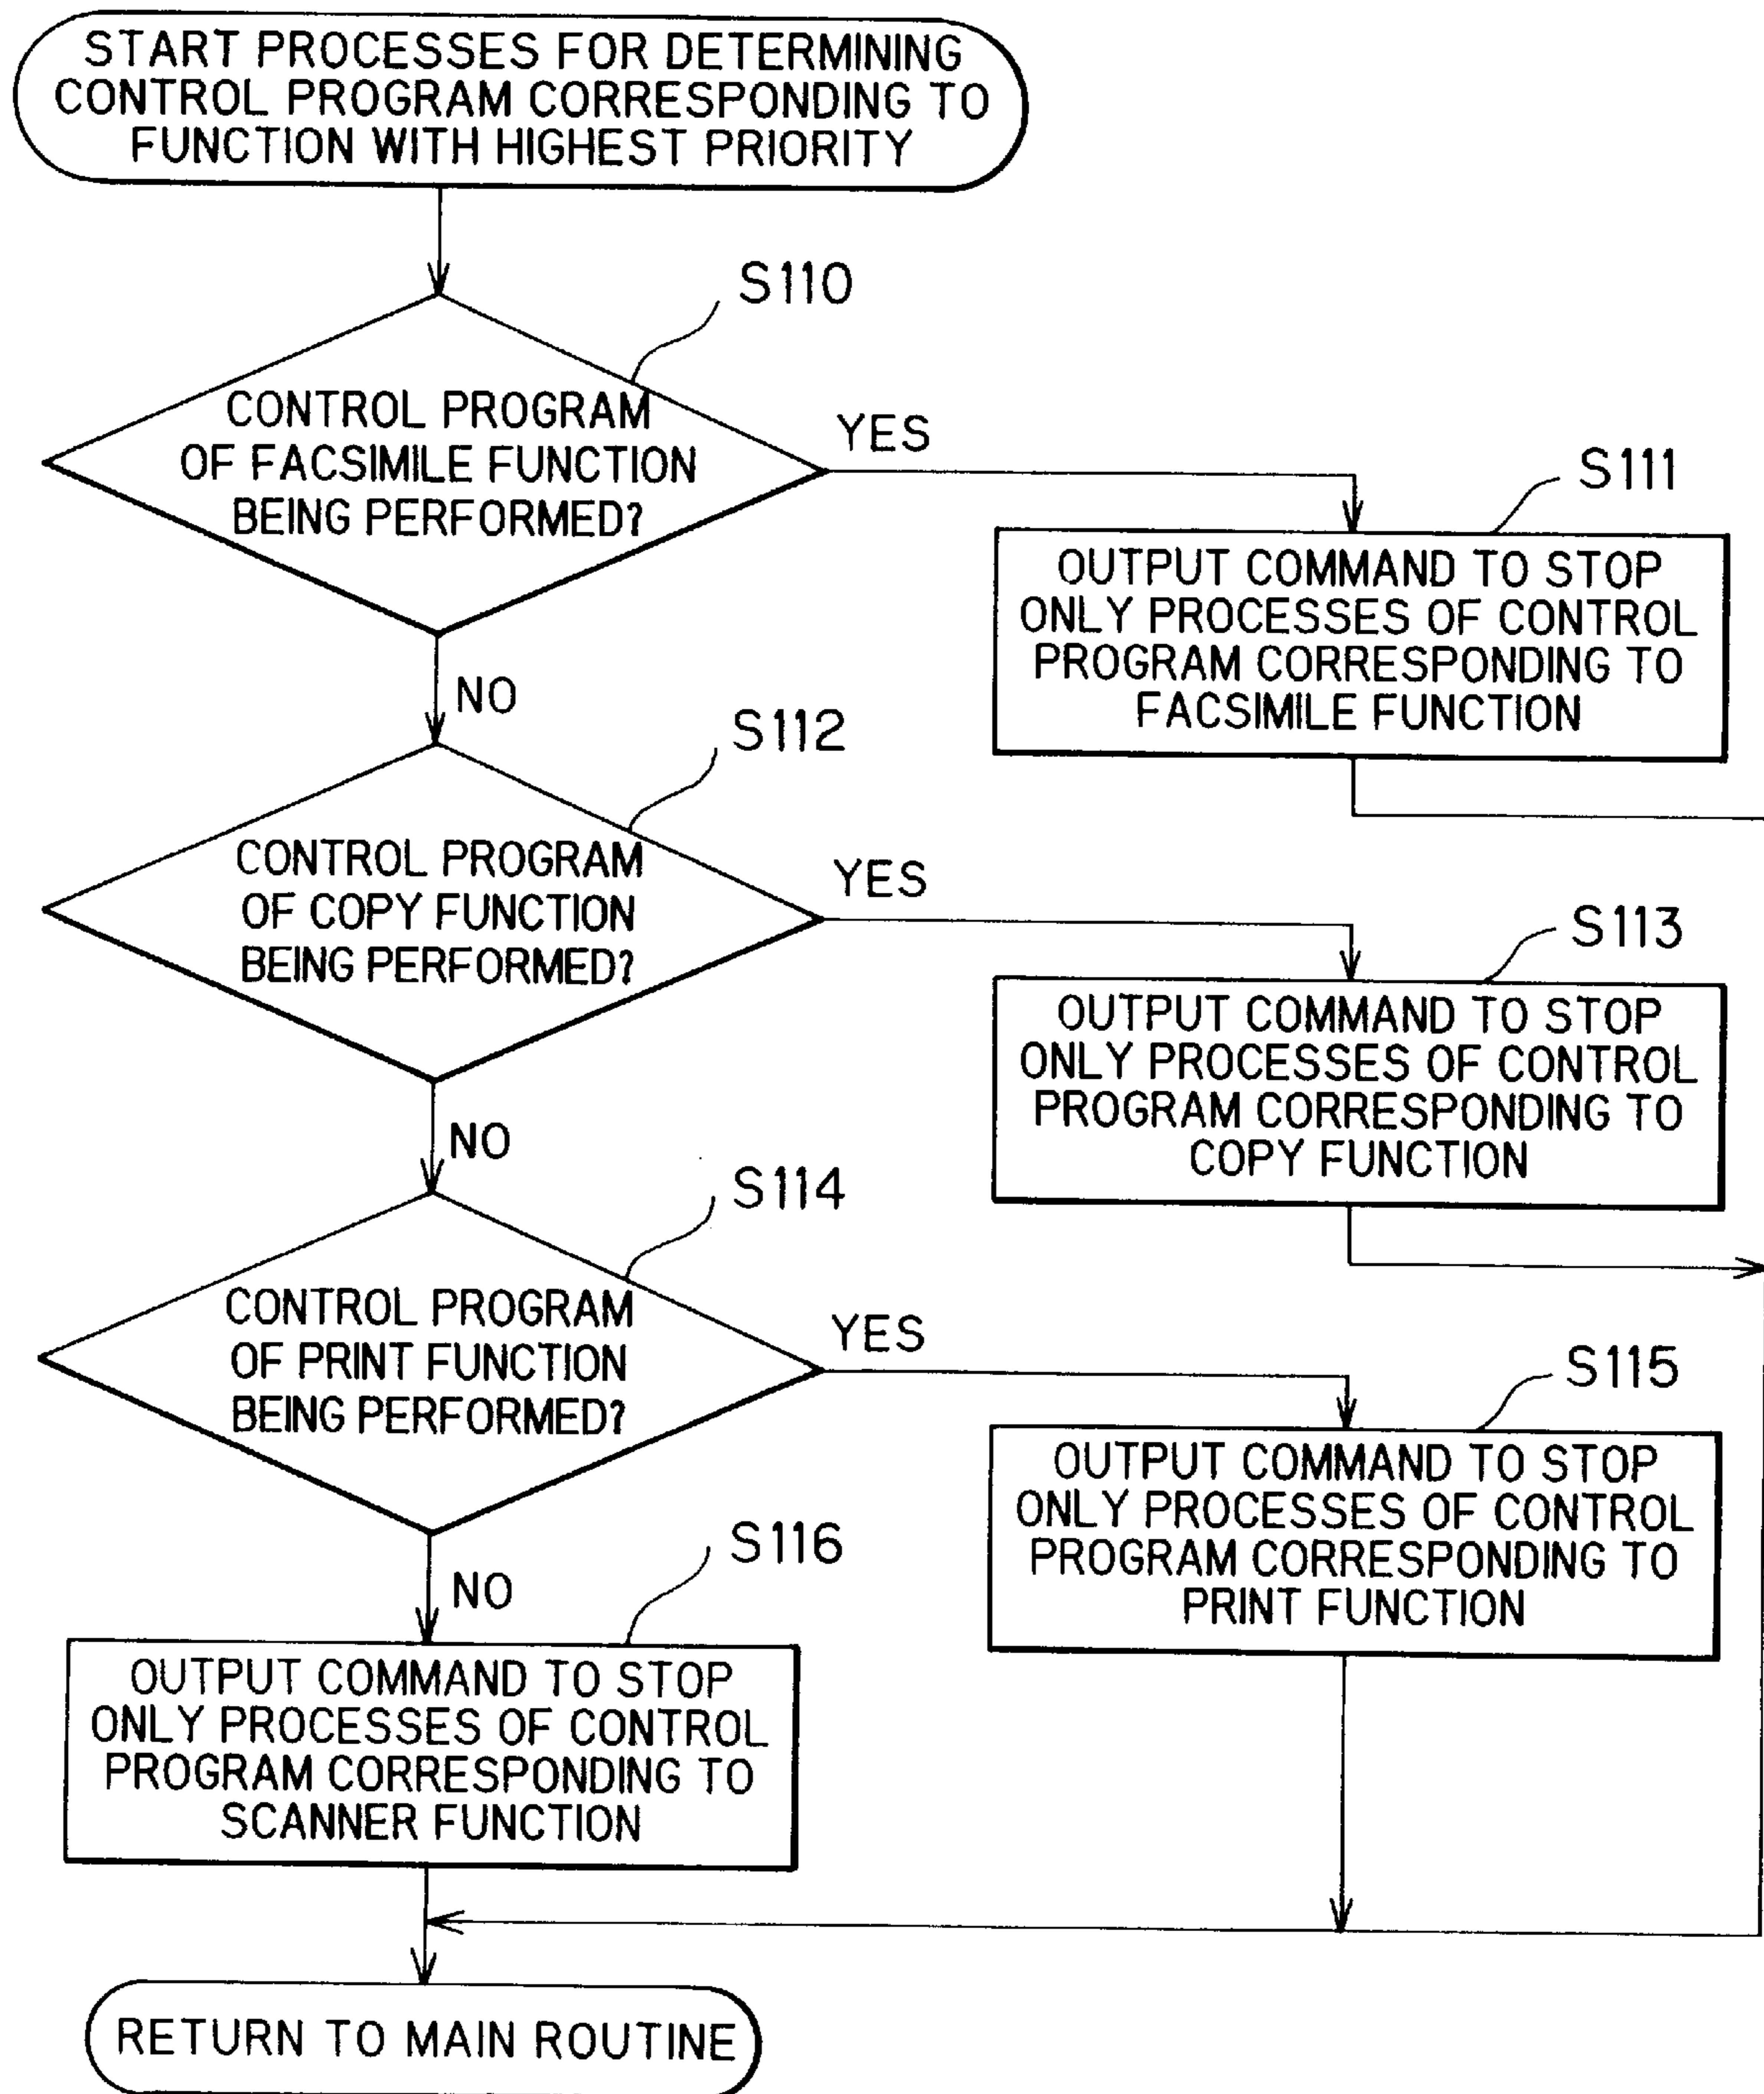 START PROCESSES FOR DETERMINING
CONTROL PROGRAM CORRESPONDING TO
FUNCTION WITH HIGHEST PRIORITY
S110
CONTROL PROGRAM
OF FACSIMILE FUNCTION
BEING PERFORMED?
YES
S111
OUTPUT COMMAND TO STOP
ONLY PROCESSES OF CONTROL
PROGRAM CORRESPONDING TO
FACSIMILE FUNCTION
NO
S112
CONTROL PROGRAM
OF COPY FUNCTION
BEING PERFORMED?
YES
S113
OUTPUT COMMAND TO STOP
ONLY PROCESSES OF CONTROL
PROGRAM CORRESPONDING TO
COPY FUNCTION
NO
S114
CONTROL PROGRAM
OF PRINT FUNCTION
BEING PERFORMED?
YES
S115
OUTPUT COMMAND TO STOP
ONLY PROCESSES OF CONTROL
PROGRAM CORRESPONDING TO
PRINT FUNCTION
NO
S116
OUTPUT COMMAND TO STOP
ONLY PROCESSES OF CONTROL
PROGRAM CORRESPONDING TO
SCANNER FUNCTION
RETURN TO MAIN ROUTINE